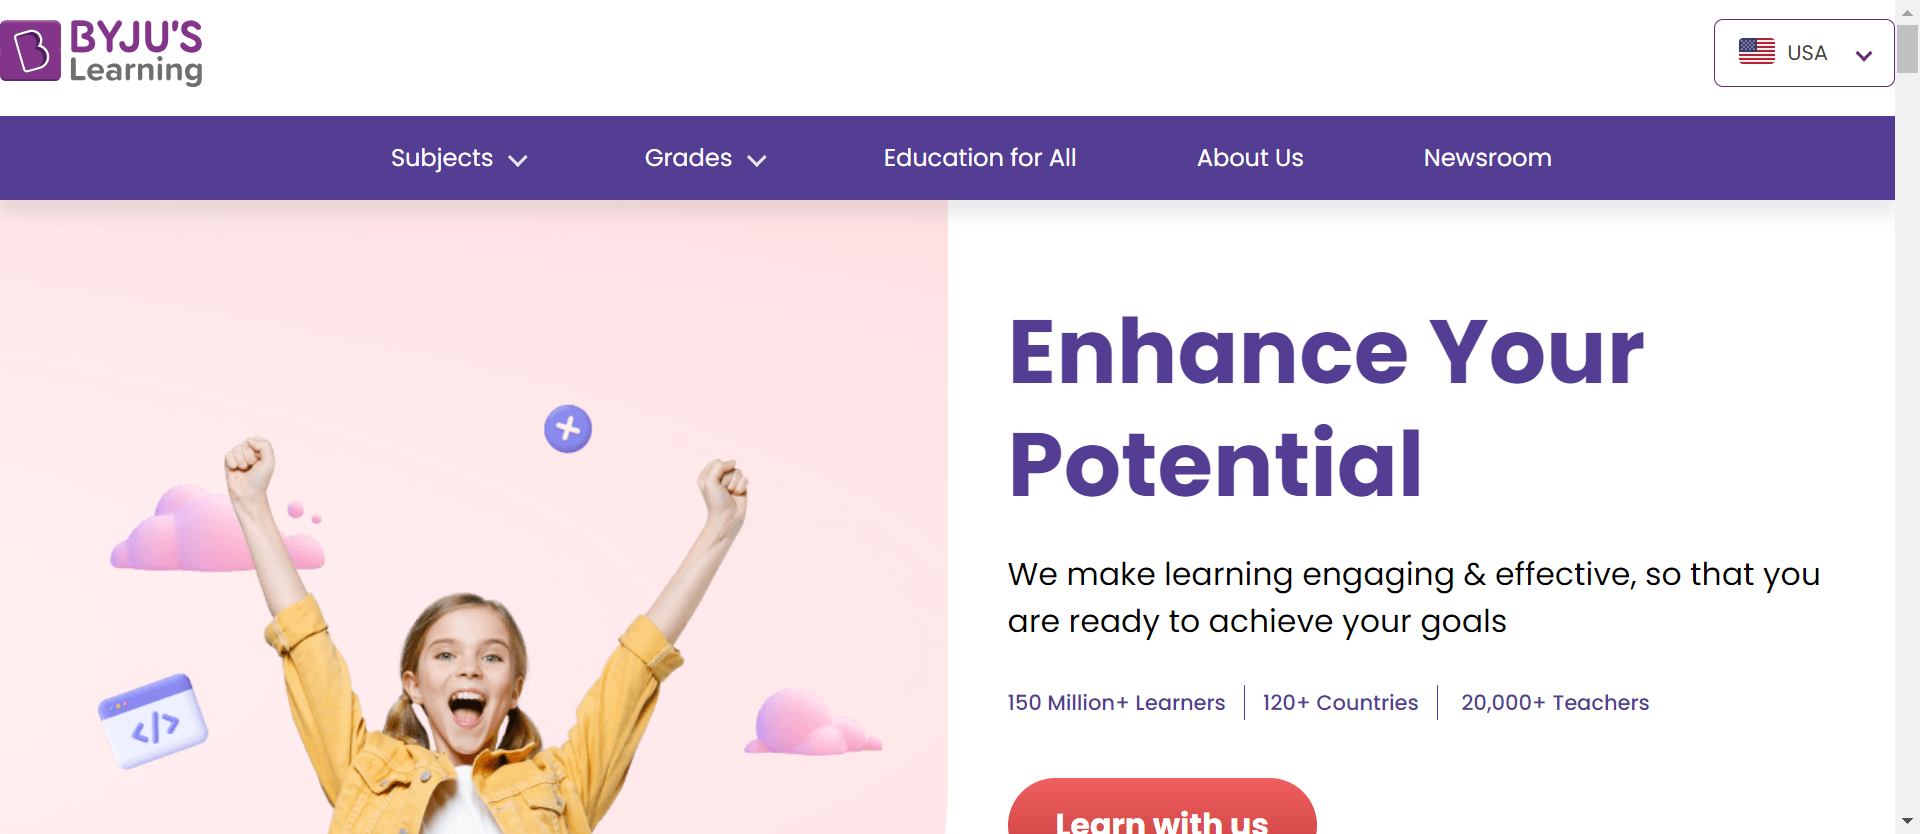 BYJU'S
Learning
USA
Subjects
Grades
Education for All
About Us
Newsroom
Enhance Your
Potential
We make learning engaging & effective, so that you
are ready to achieve your goals
150 Million+ Learners
120+ Countries
20,000+ Teachers
Learn with us